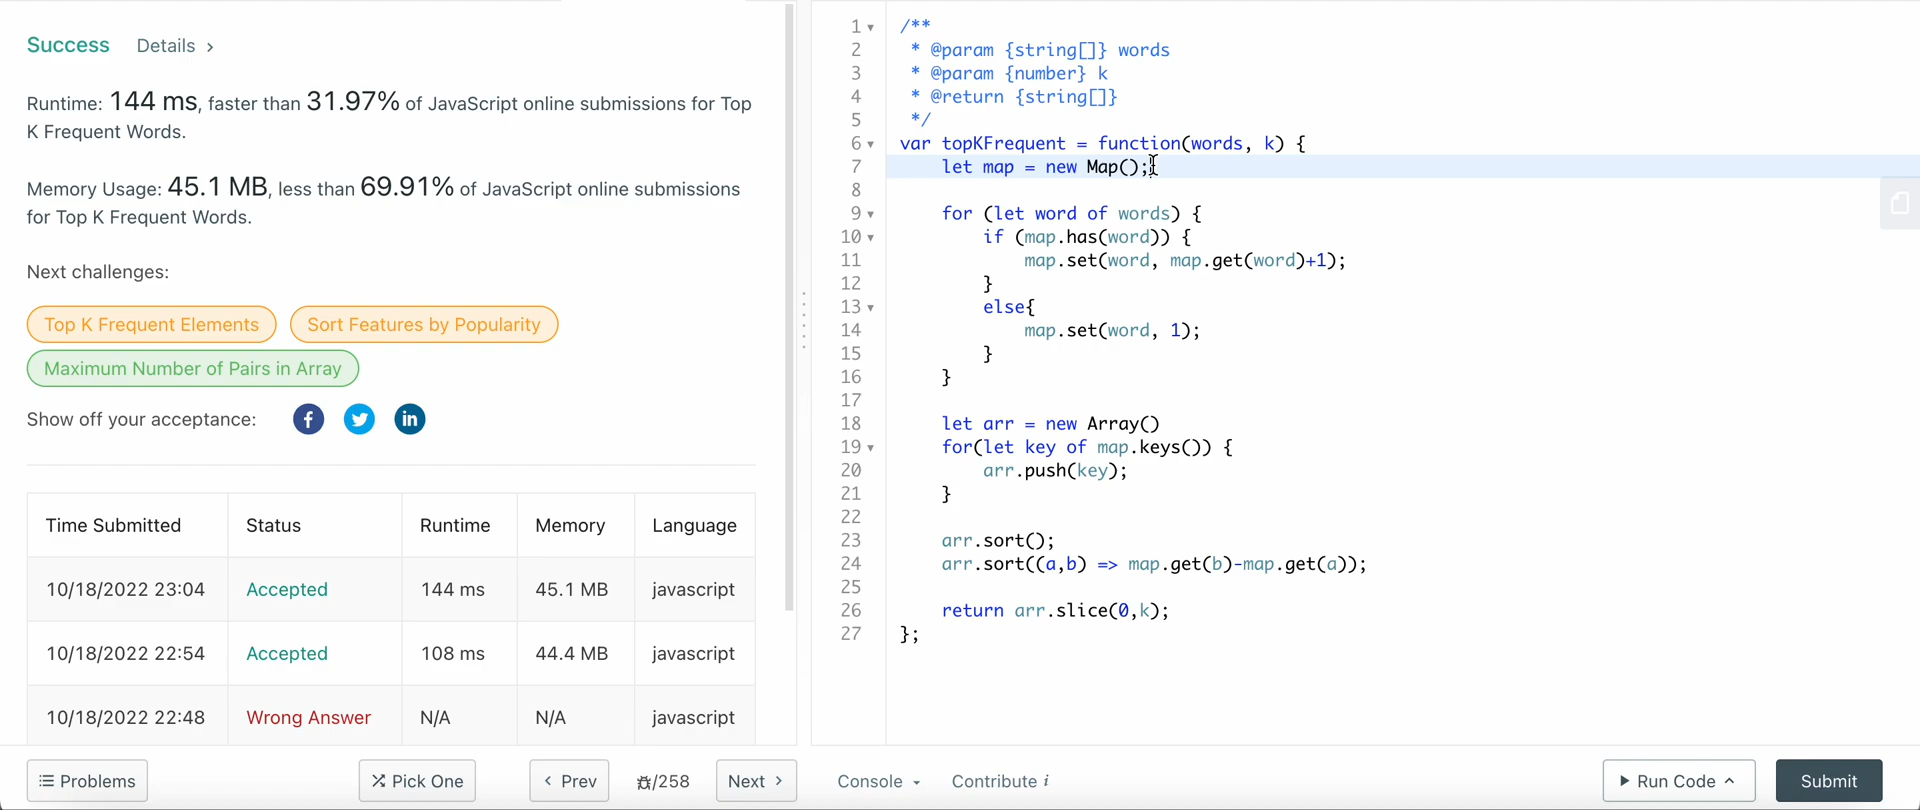 Success Details >
Runtime: 144 ms, faster than 31.97% of JavaScript online submissions for Top
K Frequent Words.
Memory Usage: 45.1 MB, less than 69.91% of JavaScript online submissions
for Top K Frequent Words.
Next challenges:
Top K Frequent Elements Sort Features by Popularity
Maximum Number of Pairs in Array
Show off your acceptance: f in
Time Submitted Status Runtime Memory Language
10/18/2022 23:04 Accepted 144 ms 45.1 MB javascript
10/18/2022 22:54 Accepted 108 ms 44.4 MB javascript
10/18/2022 22:48 Wrong Answer N/A N/A javascript
Problems Pick One < Prev /258 Next >
1 /**
2  * @param {string[]} words
3  * @param {number} k
4  * @return {string[]}
5  */
6 var topKFrequent = function(words, k) {
7     let map = new Map();
8
9     for (let word of words) {
10         if (map.has(word)) {
11             map.set(word, map.get(word)+1);
12         }
13         else{
14             map.set(word, 1);
15         }
16     }
17
18     let arr = new Array()
19     for(let key of map.keys()) {
20         arr.push(key);
21     }
22
23     arr.sort();
24     arr.sort((a,b) => map.get(b)-map.get(a));
25
26     return arr.slice(0,k);
27 };
Console Contribute i Run Code Submit